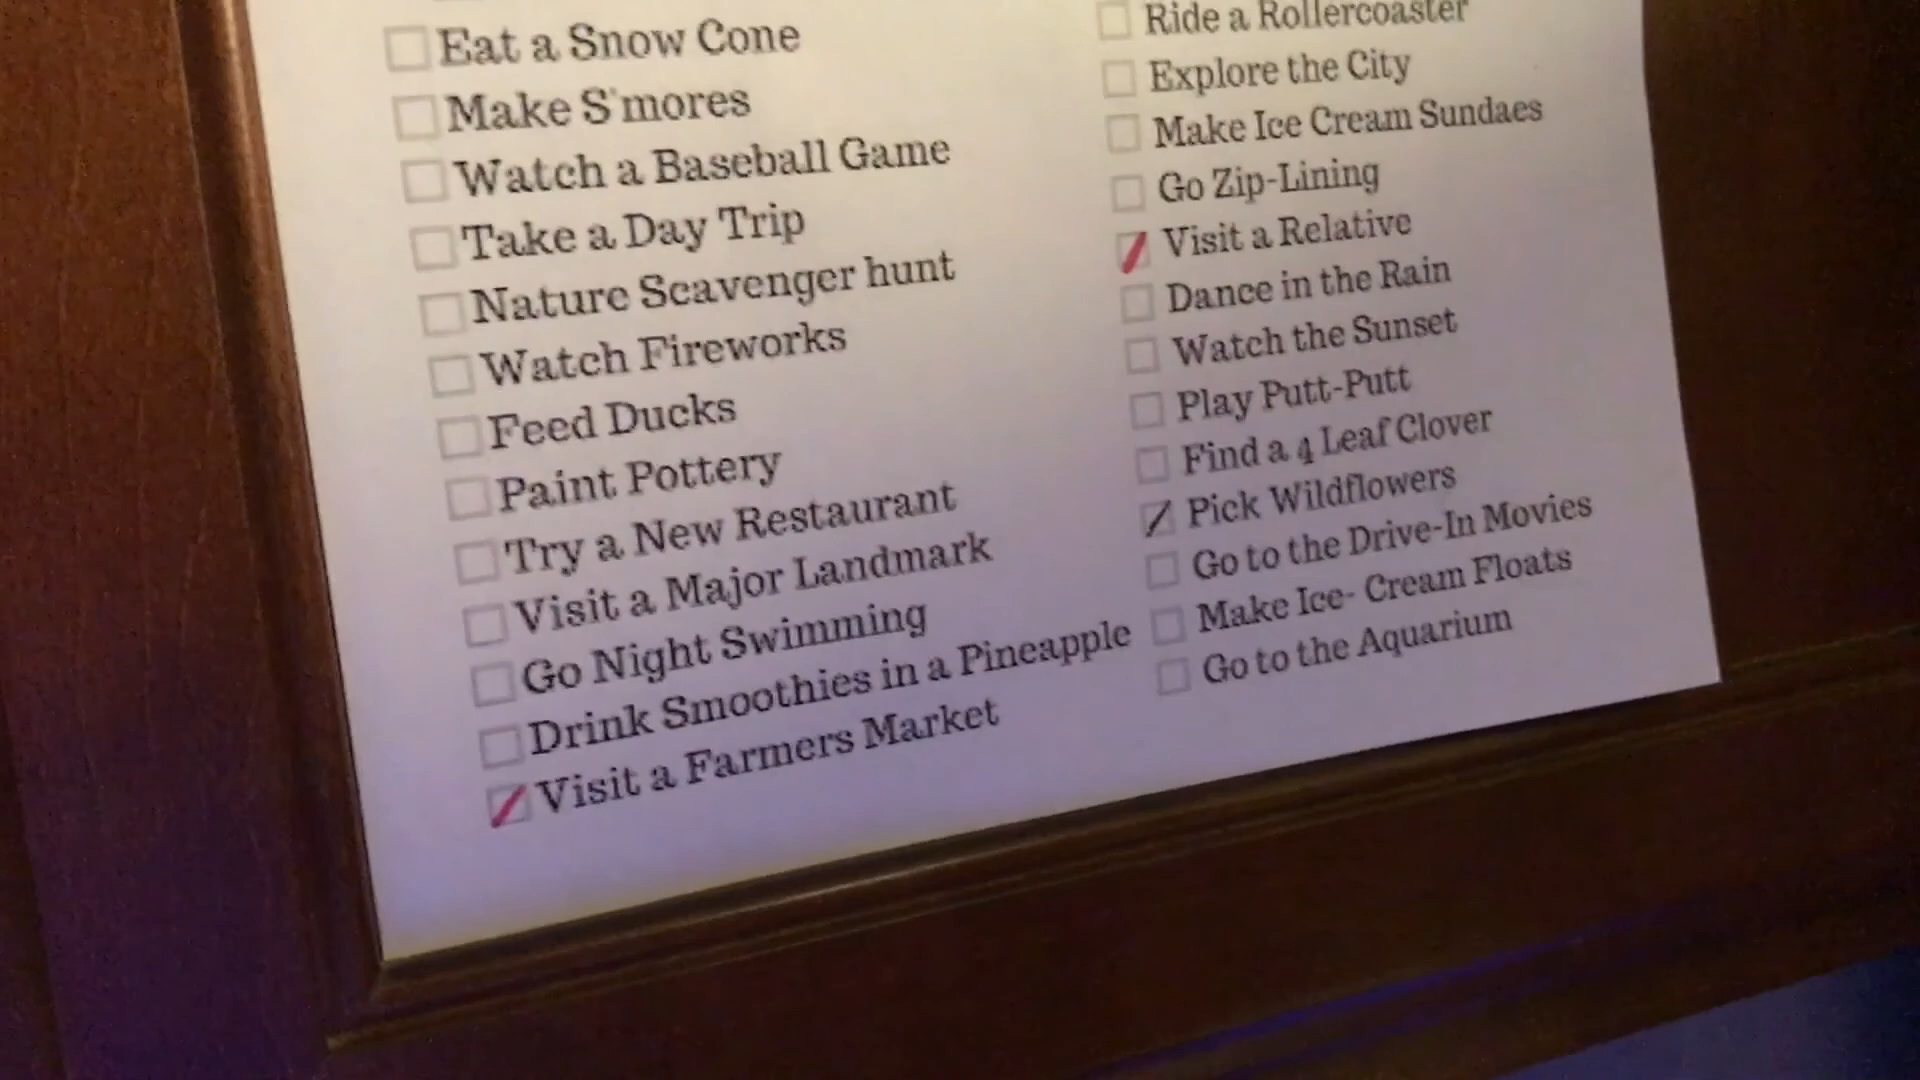 Eat a Snow Cone
Make S'mores
Watch a Baseball Game
Take a Day Trip
Nature Scavenger hunt
Watch Fireworks
Feed Ducks
Paint Pottery
Try a New Restaurant
Visit a Major Landmark
Go Night Swimming
Drink Smoothies in a Pineapple
Visit a Farmers Market
Ride a Rollercoaster
Explore the City
Make Ice Cream Sundaes
Go Zip-Lining
Visit a Relative
Dance in the Rain
Watch the Sunset
Play Putt-Putt
Find a 4 Leaf Clover
Pick Wildflowers
Go to the Drive-In Movies
Make Ice- Cream Floats
Go to the Aquarium